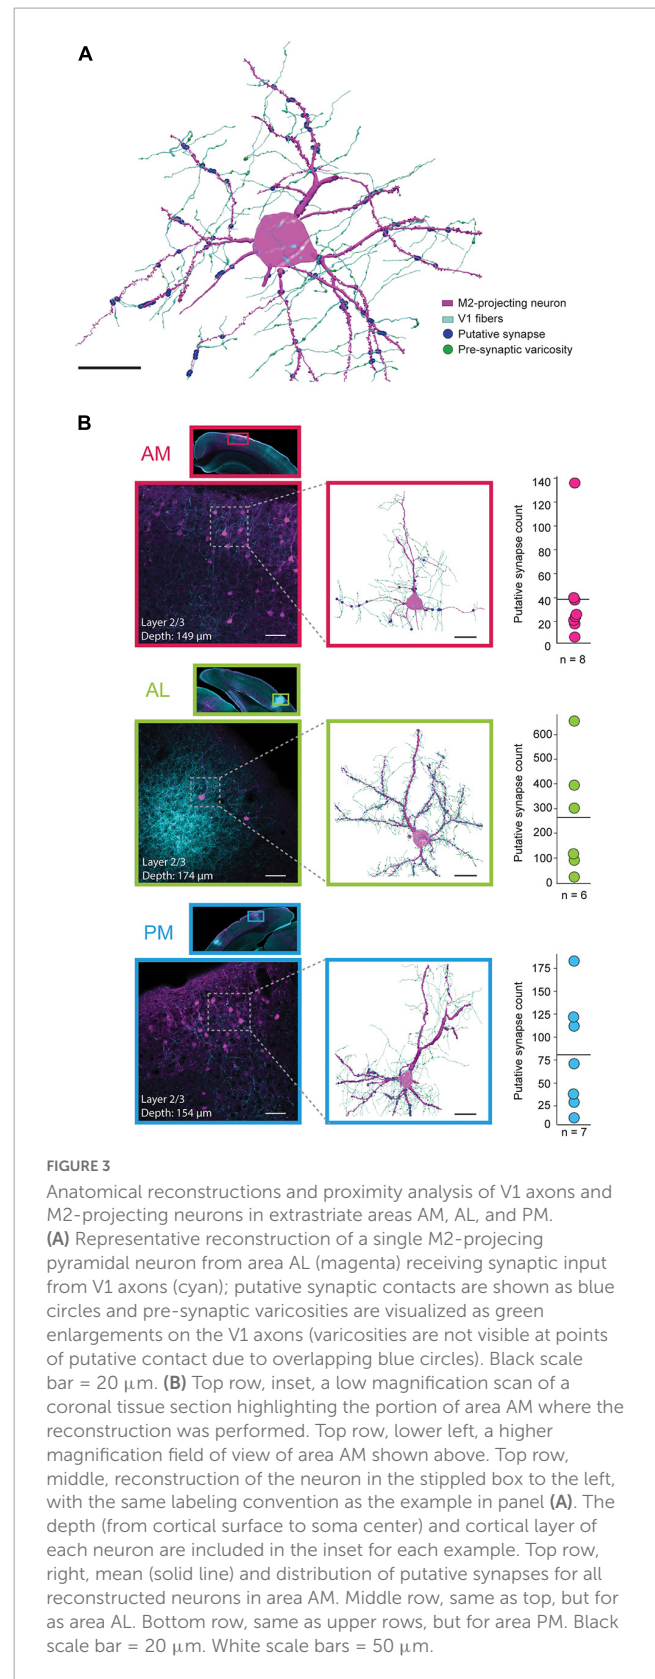 A
M2-projecting neuron
V1 fibers
Putative synapse
Pre-synaptic varicosity
B
AM
Layer 2/3
Depth: 149 μm
Putative synapse count
140
120
100
80
60
40
20
0
n = 8
AL
Layer 2/3
Depth: 174 μm
Putative synapse count
600
500
400
300
200
100
0
n = 6
PM
Layer 2/3
Depth: 154 μm
Putative synapse count
175
150
125
100
75
50
25
0
n = 7
FIGURE 3
Anatomical reconstructions and proximity analysis of V1 axons and
M2-projecting neurons in extrastriate areas AM, AL, and PM.
(A) Representative reconstruction of a single M2-projecing
pyramidal neuron from area AL (magenta) receiving synaptic input
from V1 axons (cyan); putative synaptic contacts are shown as blue
circles and pre-synaptic varicosities are visualized as green
enlargements on the V1 axons (varicosities are not visible at points
of putative contact due to overlapping blue circles). Black scale
bar = 20 μm. (B) Top row, inset, a low magnification scan of a
coronal tissue section highlighting the portion of area AM where the
reconstruction was performed. Top row, lower left, a higher
magnification field of view of area AM shown above. Top row,
middle, reconstruction of the neuron in the stippled box to the left,
with the same labeling convention as the example in panel (A). The
depth (from cortical surface to soma center) and cortical layer of
each neuron are included in the inset for each example. Top row,
right, mean (solid line) and distribution of putative synapses for all
reconstructed neurons in area AM. Middle row, same as top, but for
as area AL. Bottom row, same as upper rows, but for area PM. Black
scale bar = 20 μm. White scale bars = 50 μm.